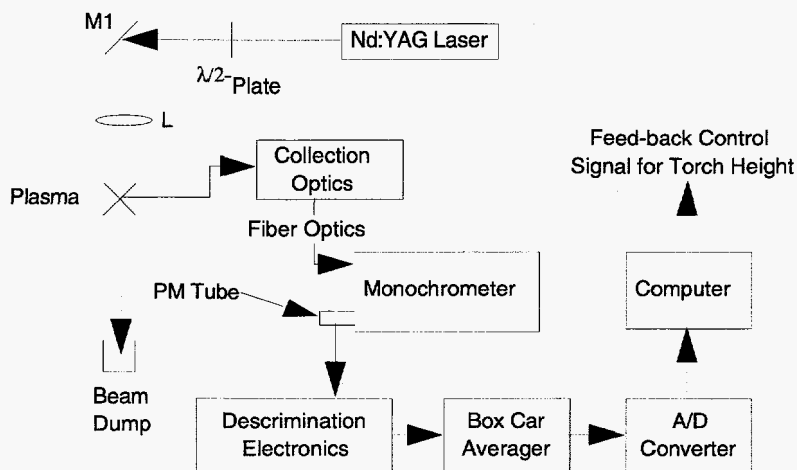 M1
Nd:YAG Laser
λ/2-Plate
L
Collection
Optics
Feed-back Control
Signal for Torch Height
Plasma
Fiber Optics
PM Tube
Monochrometer
Computer
Beam
Dump
Descrimination
Electronics
Box Car
Averager
A/D
Converter